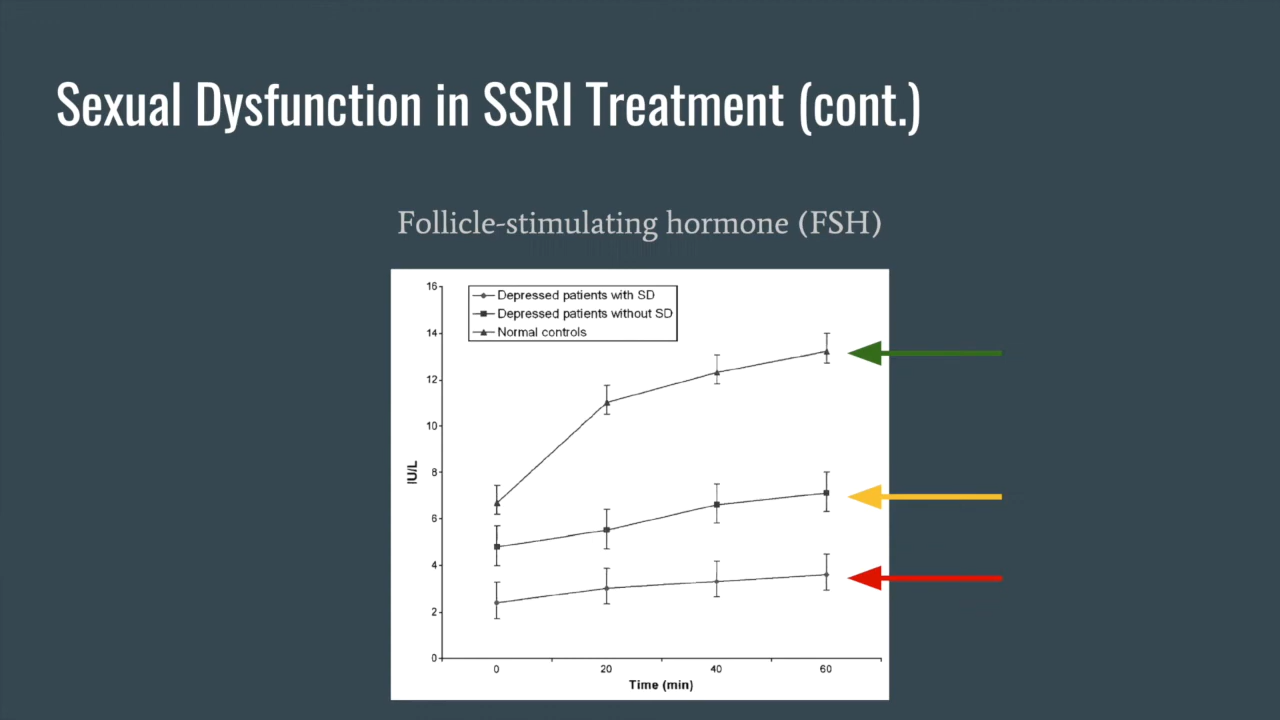 Sexual Dysfunction in SSRI Treatment (cont.)
Follicle-stimulating hormone (FSH)
16
14
12
10
8
6
4
2
0
IU/L
Depressed patients with SD
Depressed patients without SD
Normal controls
0 20 40 60
Time (min)